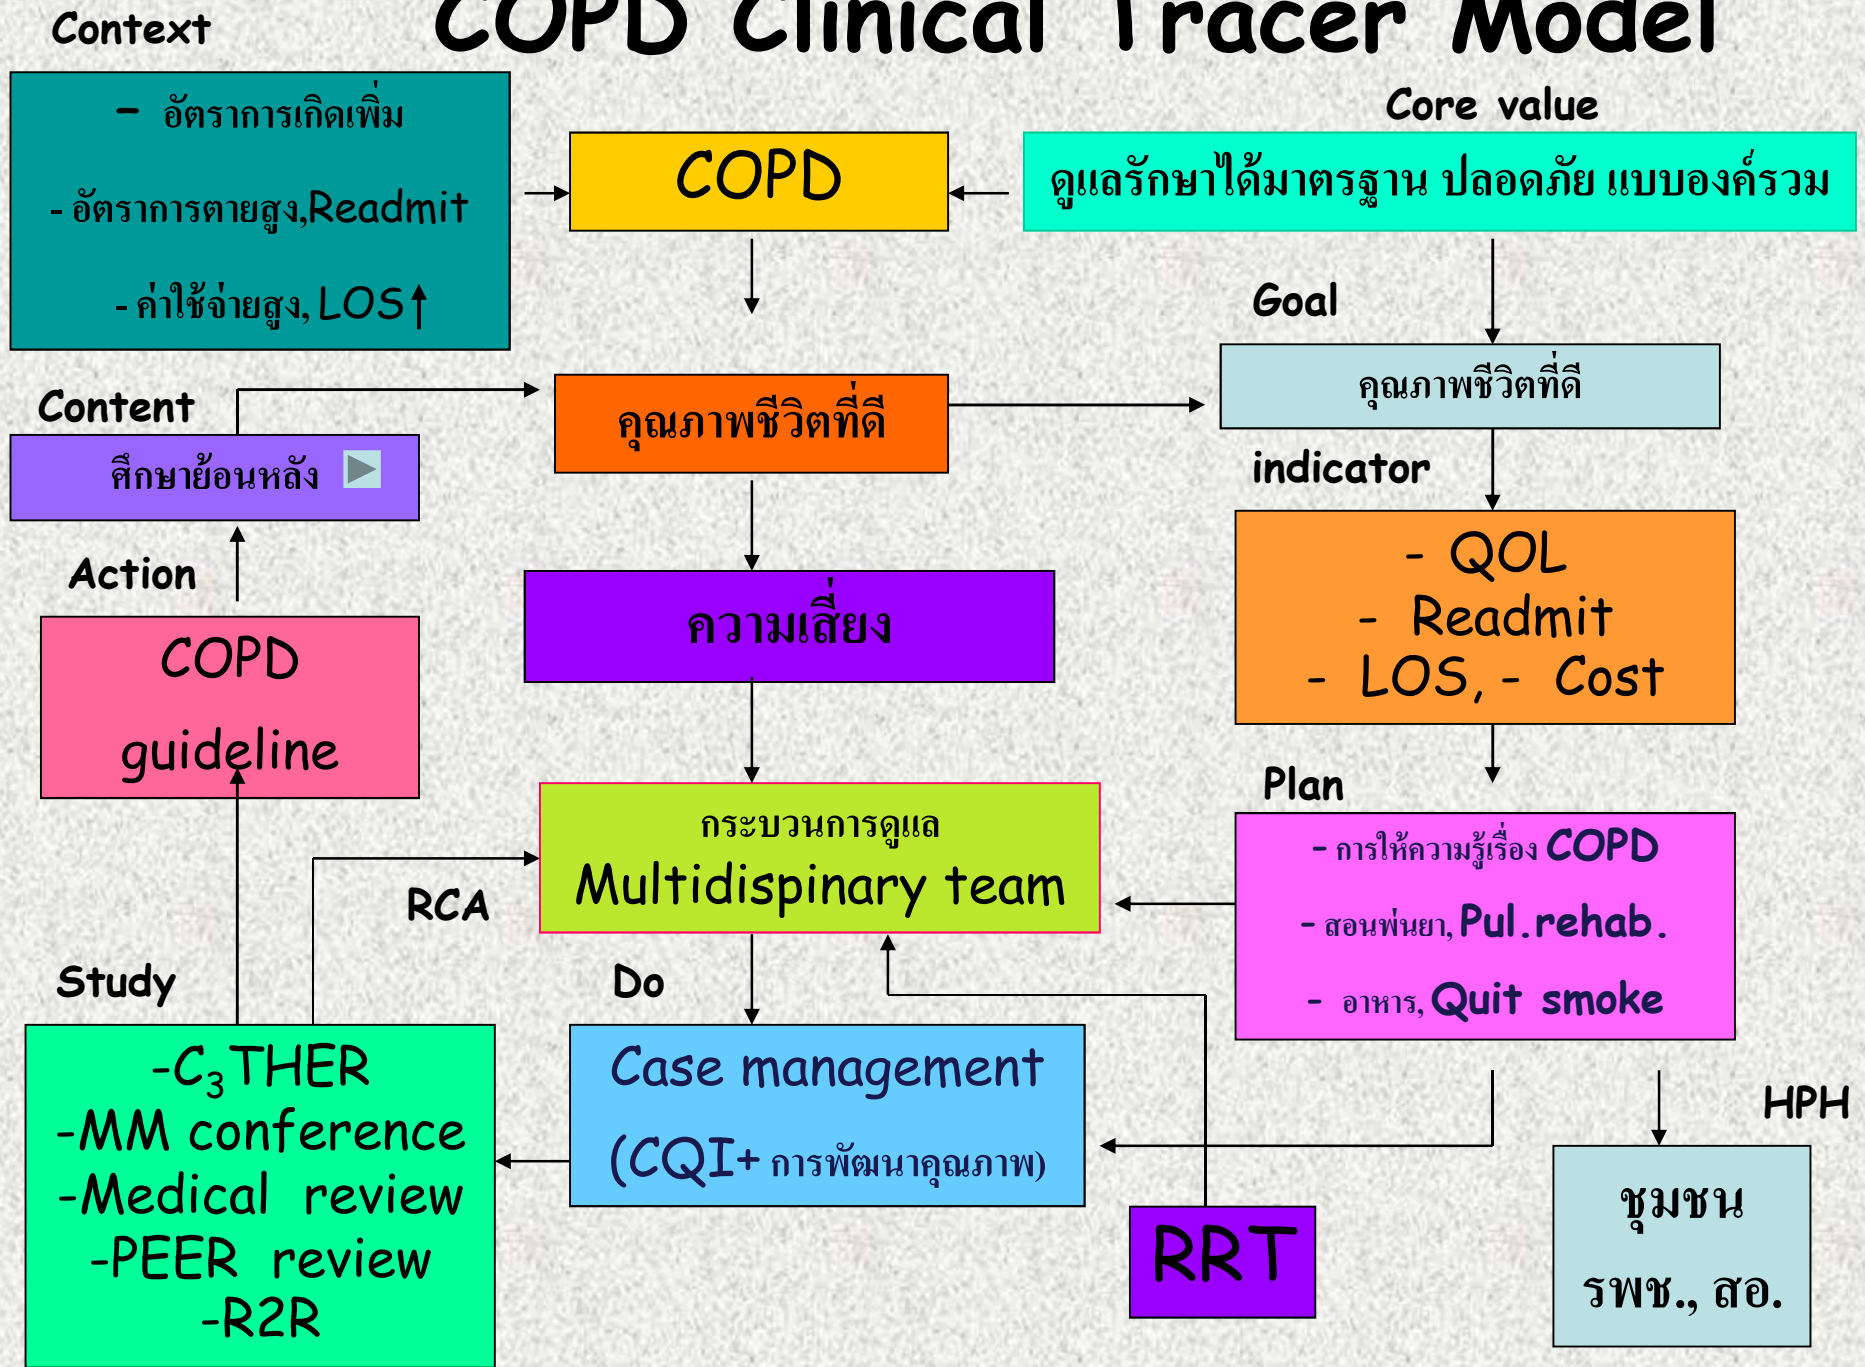 COPD Clinical Tracer Model
Context
- อัตราการเกิดเพิ่ม
- อัตราการตายสูง,Readmit
- ค่าใช้จ่ายสูง, LOS↑
COPD
Core value
ดูแลรักษาได้มาตรฐาน ปลอดภัย แบบองค์รวม
Goal
คุณภาพชีวิตที่ดี
Content
ศึกษาย้อนหลัง
คุณภาพชีวิตที่ดี
indicator
- QOL
- Readmit
- LOS, - Cost
Action
COPD
guideline
ความเสี่ยง
Plan
- การให้ความรู้เรื่อง COPD
- สอนพ่นยา, Pul.rehab.
- อาหาร, Quit smoke
กระบวนการดูแล
Multidispinary team
RCA
Study
-C₃THER
-MM conference
-Medical review
-PEER review
-R2R
Do
Case management
(CQI+ การพัฒนาคุณภาพ)
RRT
HPH
ชุมชน
รพช., สอ.